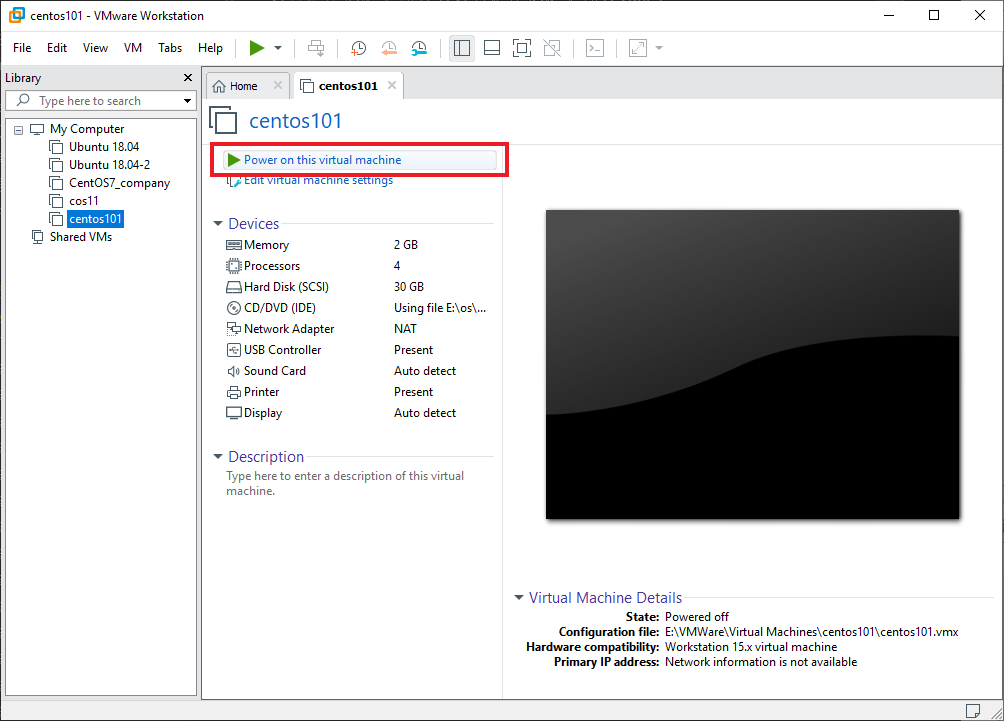 centos101 - VMware Workstation
File Edit View VM Tabs Help
Library
Type here to search
My Computer
Ubuntu 18.04
Ubuntu 18.04-2
CentOS7_company
cos11
centos101
Shared VMs
Home centos101
centos101
Power on this virtual machine
Edit virtual machine settings
Devices
Memory 2 GB
Processors 4
Hard Disk (SCSI) 30 GB
CD/DVD (IDE) Using file E:\os\...
Network Adapter NAT
USB Controller Present
Sound Card Auto detect
Printer Present
Display Auto detect
Description
Type here to enter a description of this virtual
machine.
Virtual Machine Details
State: Powered off
Configuration file: E:\VMWare\Virtual Machines\centos101\centos101.vmx
Hardware compatibility: Workstation 15.x virtual machine
Primary IP address: Network information is not available